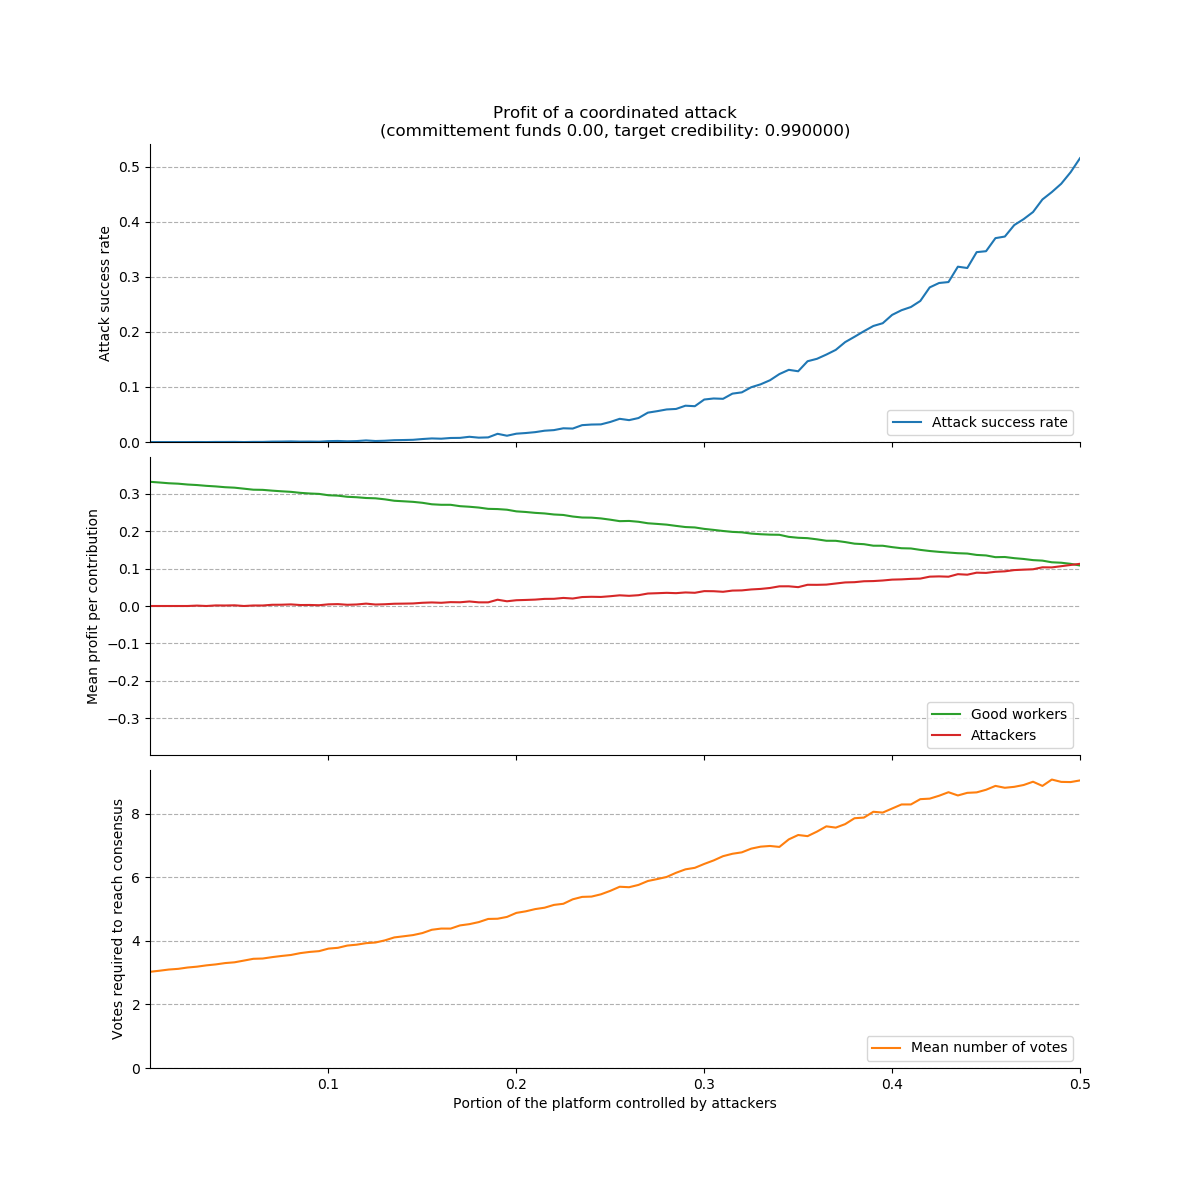 Profit of a coordinated attack
(committement funds 0.00, target credibility: 0.990000)
0.5
0.4
0.3
0.2
0.1
0.0
Attack success rate
Attack success rate
0.3
0.2
0.1
0.0
−0.1
−0.2
−0.3
Mean profit per contribution
Good workers
Attackers
8
6
4
2
0
Votes required to reach consensus
Mean number of votes
0.1 0.2 0.3 0.4 0.5
Portion of the platform controlled by attackers